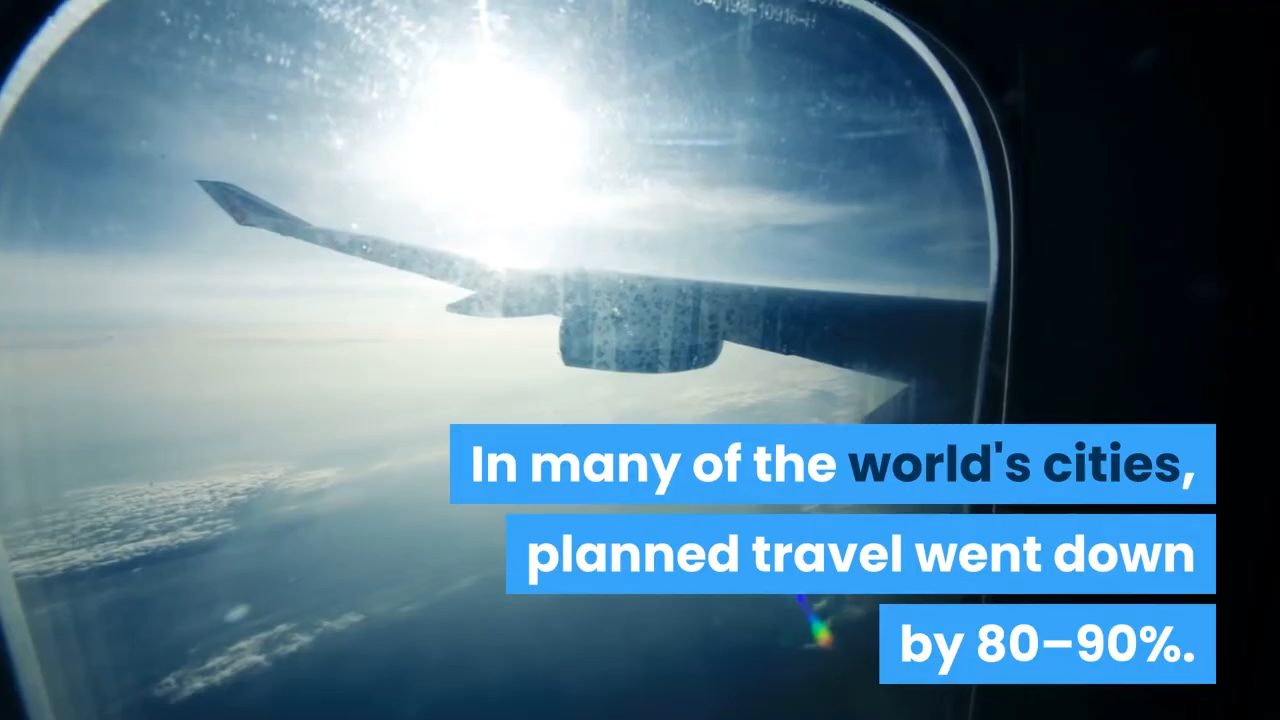 In many of the world's cities,
planned travel went down
by 80–90%.